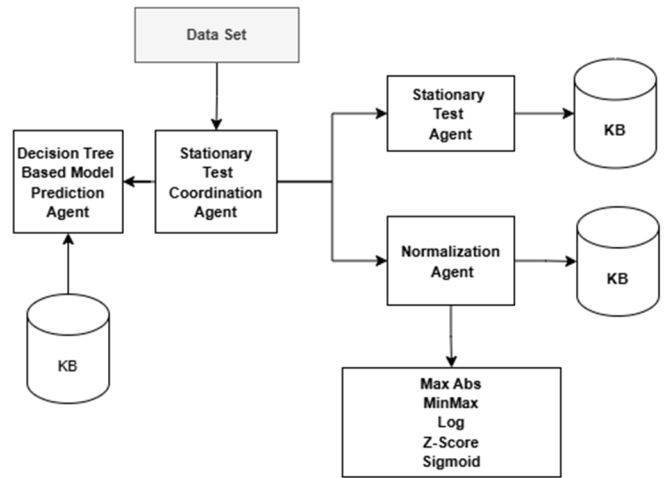 Data Set
Stationary
Test
Agent
KB
Decision Tree
Based Model
Prediction
Agent
Stationary
Test
Coordination
Agent
Normalization
Agent
KB
KB
Max Abs
MinMax
Log
Z-Score
Sigmoid